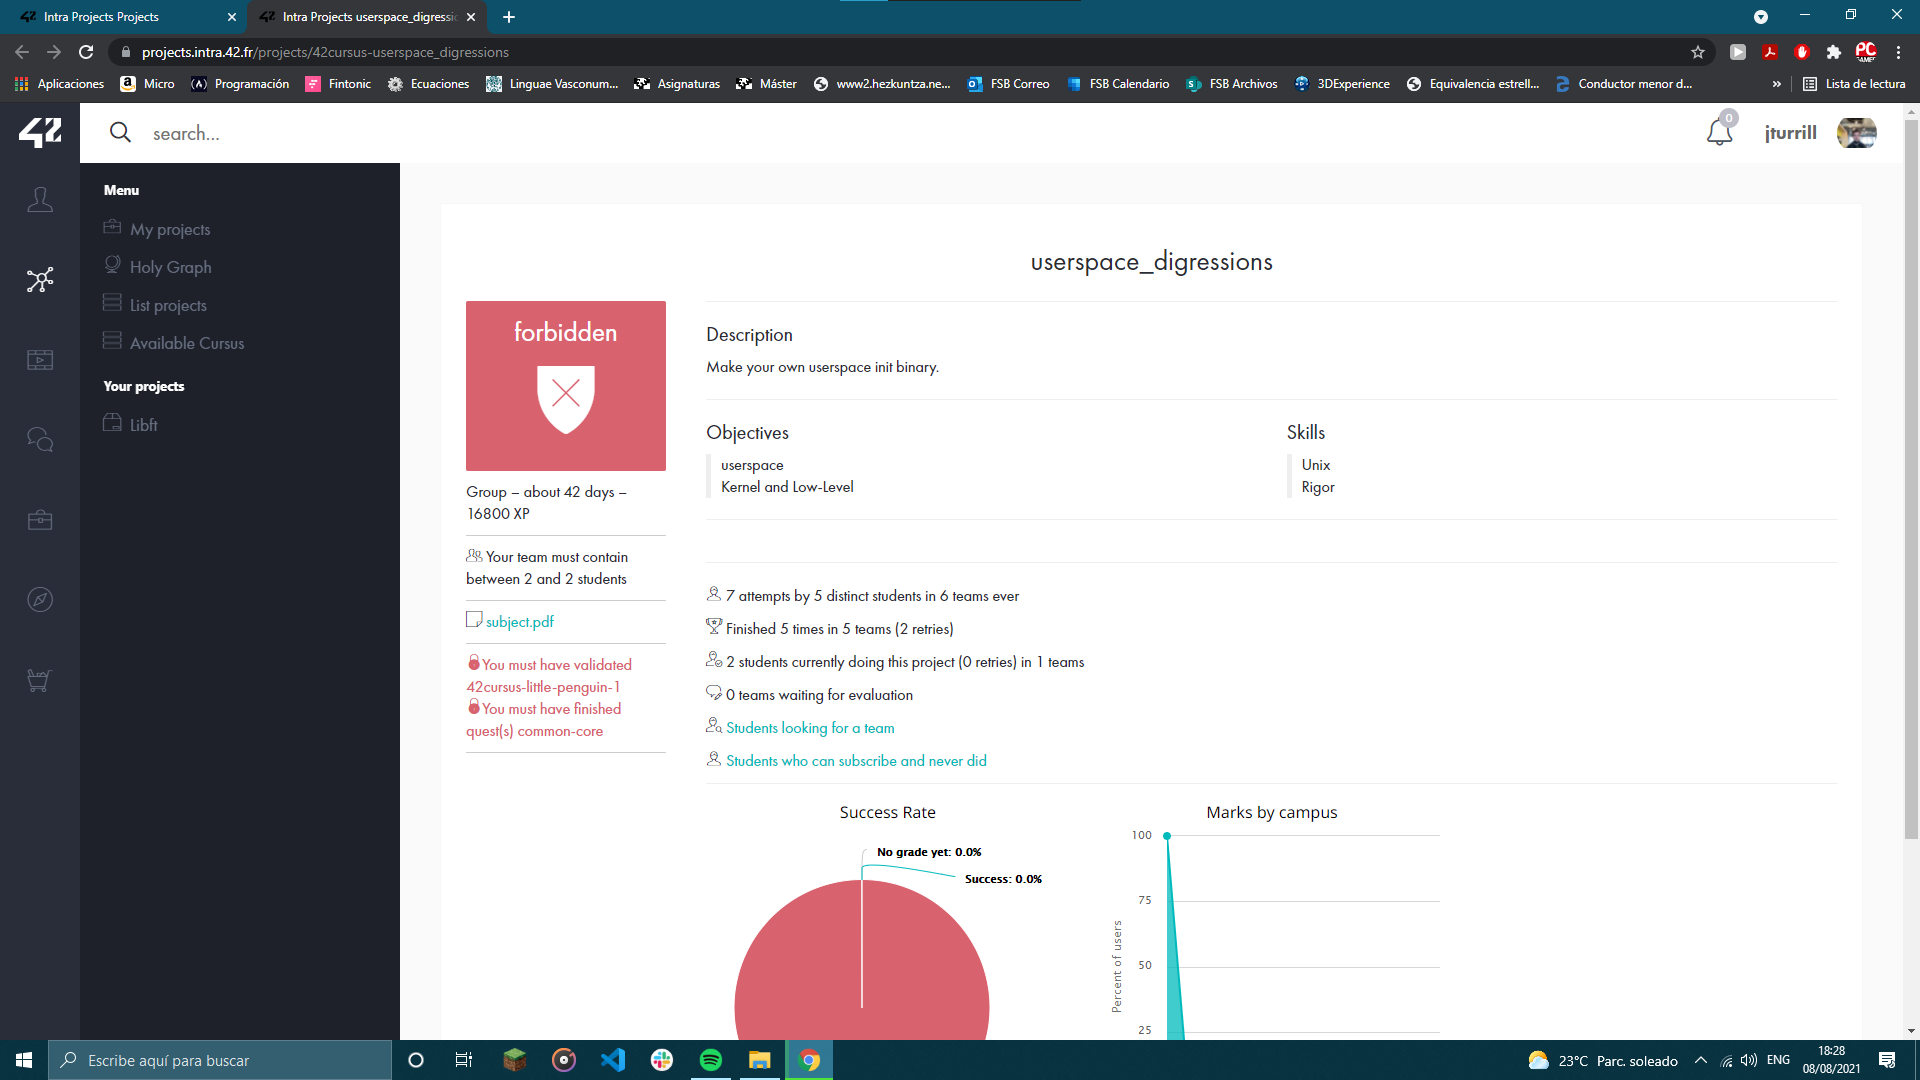 Intra Projects Projects
Intra Projects userspace_digressic
projects.intra.42.fr/projects/42cursus-userspace_digressions
Aplicaciones
Micro
Programación
Fintonic
Ecuaciones
Linguae Vasconum...
Asignaturas
Máster
www2.hezkuntza.ne...
FSB Correo
FSB Calendario
FSB Archivos
3DExperience
Equivalencia estrell...
Conductor menor d...
»
Lista de lectura
42
search...
0
jturrill
Menu
My projects
Holy Graph
List projects
Available Cursus
Your projects
Libft
userspace_digressions
forbidden
Group – about 42 days –
16800 XP
Your team must contain
between 2 and 2 students
subject.pdf
You must have validated
42cursus-little-penguin-1
You must have finished
quest(s) common-core
Description
Make your own userspace init binary.
Objectives
userspace
Kernel and Low-Level
Skills
Unix
Rigor
7 attempts by 5 distinct students in 6 teams ever
Finished 5 times in 5 teams (2 retries)
2 students currently doing this project (0 retries) in 1 teams
0 teams waiting for evaluation
Students looking for a team
Students who can subscribe and never did
Success Rate
No grade yet: 0.0%
Success: 0.0%
Marks by campus
100
75
50
25
Percent of users
Escribe aquí para buscar
23°C Parc. soleado
ENG
18:28
08/08/2021